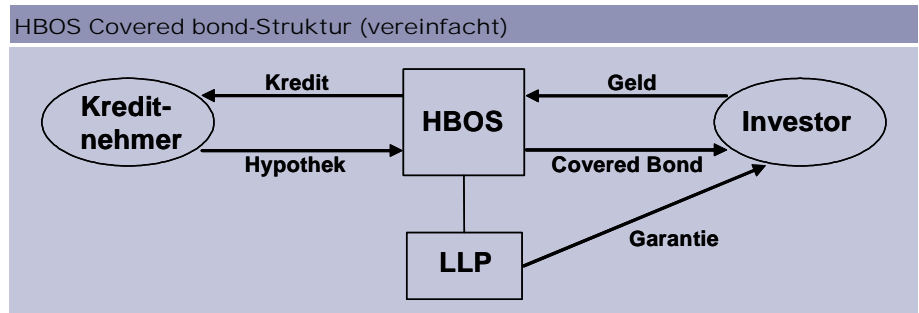 HBOS Covered bond-Struktur (vereinfacht)
Kredit
Geld
Kredit-
nehmer
HBOS
Investor
Hypothek
Covered Bond
Garantie
LLP